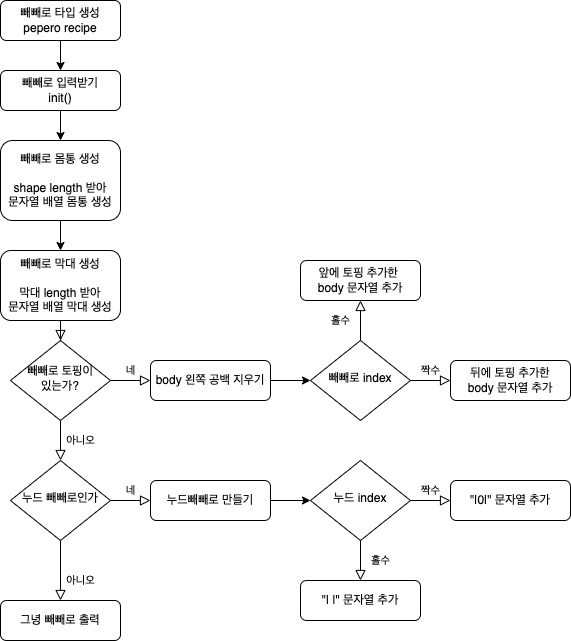 빼빼로 타입 생성
pepero recipe
빼빼로 입력받기
init()
빼빼로 몸통 생성
shape length 받아
문자열 배열 몸통 생성
빼빼로 막대 생성
막대 length 받아
문자열 배열 막대 생성
앞에 토핑 추가한
body 문자열 추가
홀수
빼빼로 토핑이
있는가?
네
body 왼쪽 공백 지우기
빼빼로 index
짝수
뒤에 토핑 추가한
body 문자열 추가
아니오
누드 빼빼로인가
네
누드빼빼로 만들기
누드 index
짝수
"I0I" 문자열 추가
홀수
아니오
"I I" 문자열 추가
그냥 빼빼로 출력